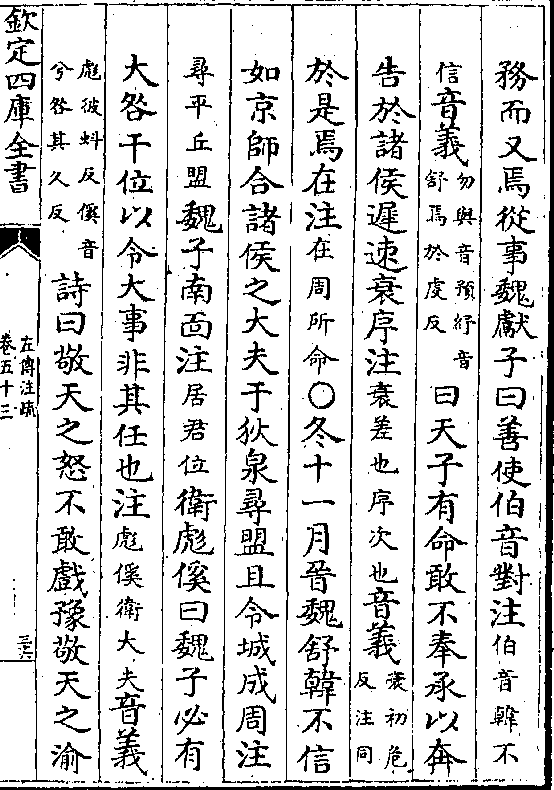 務而又焉從事魏獻子曰善使伯音對注伯音韓不
信音義勿與音預紓音舒焉於虔反曰天子有命敢不奉承以奔
告於諸侯遲速衰序注衰差也序次也音義衰初危反注同
於是焉在注在周所命〇冬十一月晉魏舒韓不信
如京師合諸侯之大夫于狄泉尋盟且令城成周注
尋平丘盟魏子南面注居君位衛彪傒曰魏子必有
大咎干位以令大事非其任也注彪傒衛大夫音義
彪彼蚪反傒音兮咎其久反詩曰敬天之怒不敢戲豫敬天之渝
欽定四庫全書
左傳注疏
卷五十三
三六